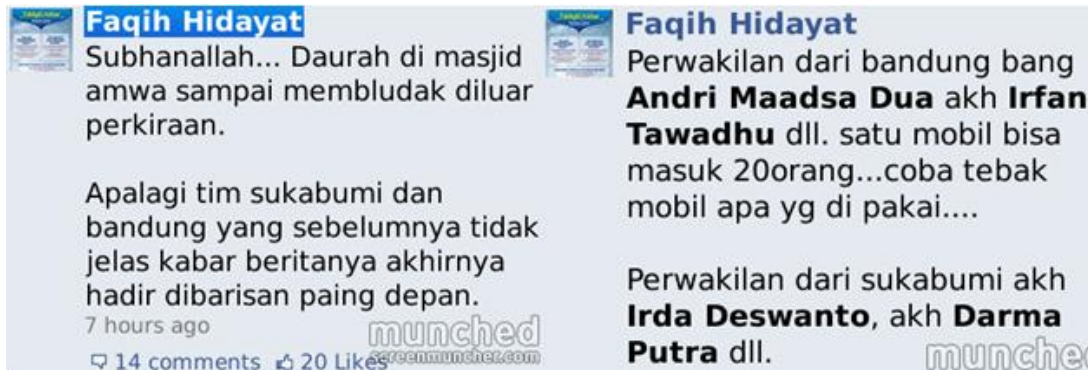 Faqih Hidayat
Subhanallah... Daurah di masjid
amwa sampai membludak diluar
perkiraan.
Apalagi tim sukabumi dan
bandung yang sebelumnya tidak
jelas kabar beritanya akhirnya
hadir dibarisan paing depan.
7 hours ago
14 comments 20 Likes
munched
screenmuncher.com
Faqih Hidayat
Perwakilan dari bandung bang
Andri Maadsa Dua akh Irfan
Tawadhu dll. satu mobil bisa
masuk 20orang...coba tebak
mobil apa yg di pakai....
Perwakilan dari sukabumi akh
Irda Deswanto, akh Darma
Putra dll.
munched